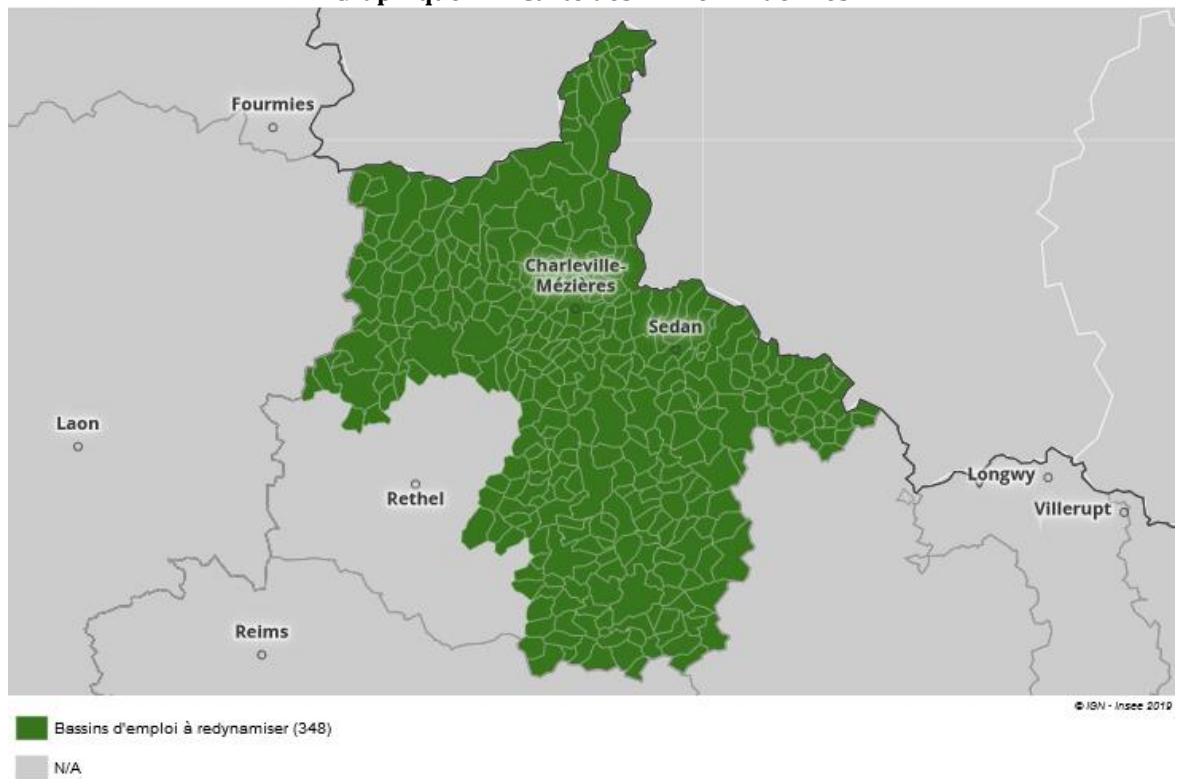 Fourmies
Charleville-
Mézières
Sedan
Laon
Rethel
Longwy
Villerupt
Reims
© IGN - Insee 2019
Bassins d'emploi à redynamiser (348)
N/A